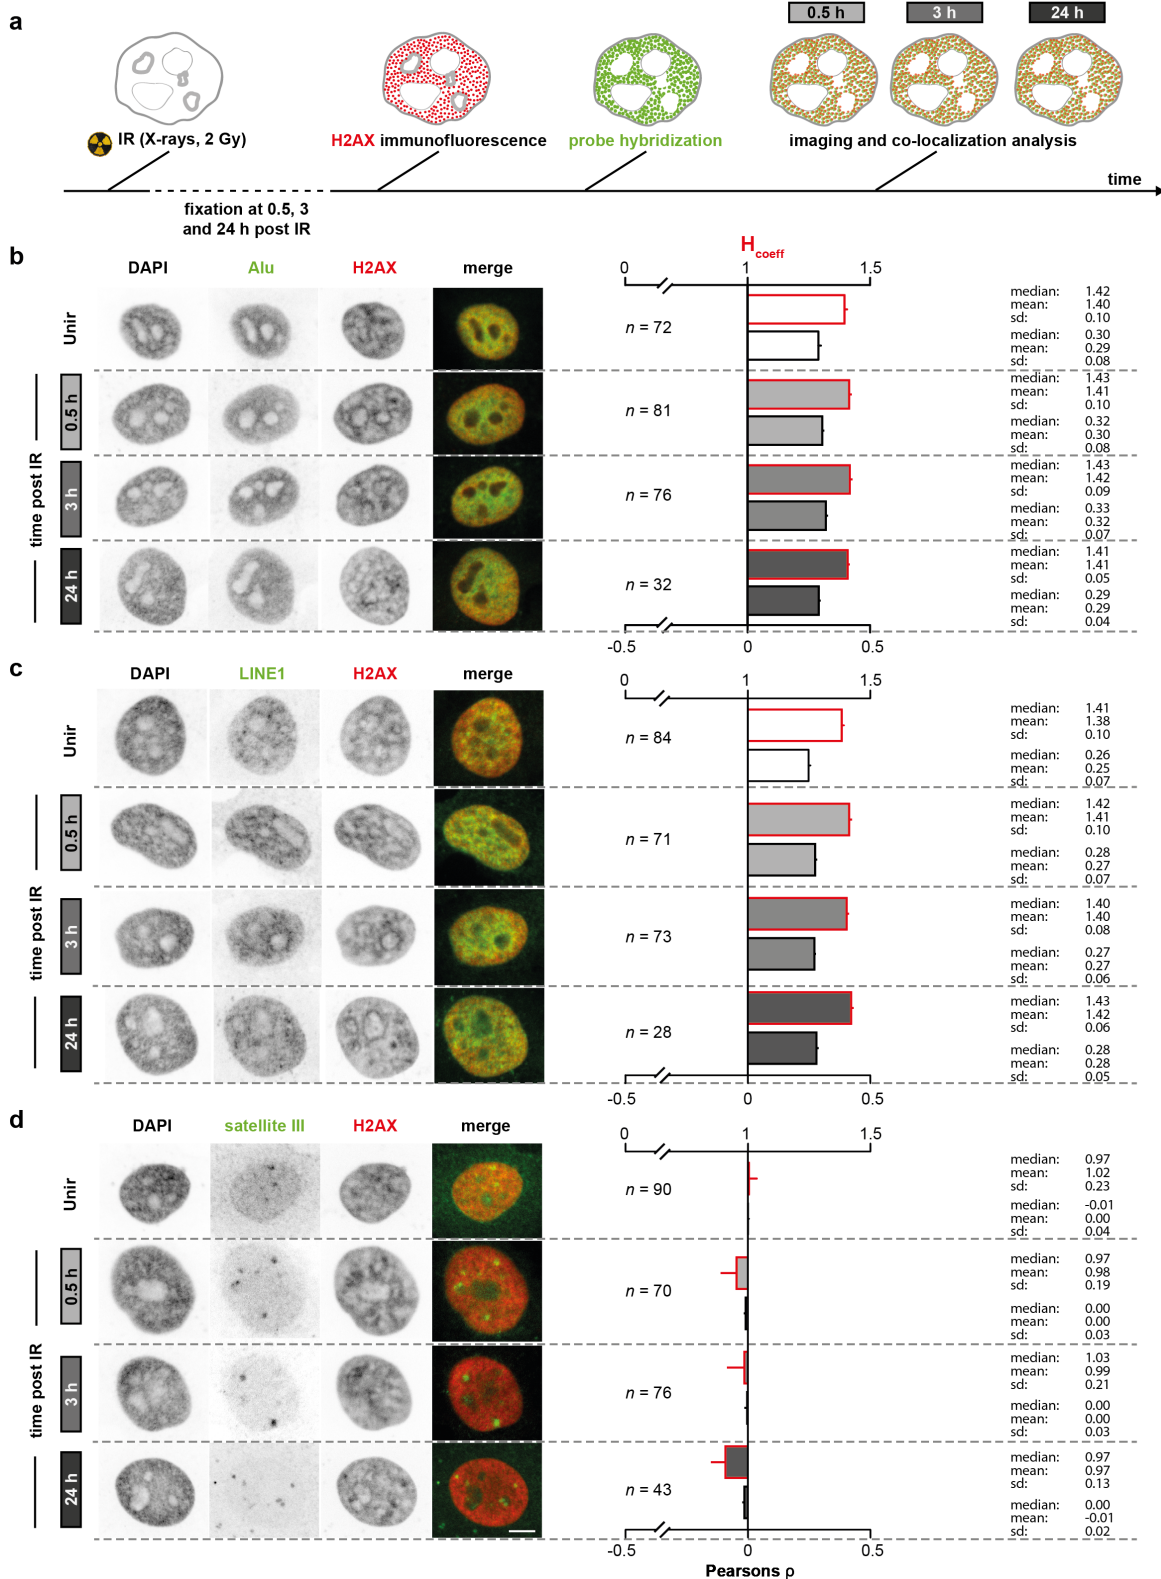 a
0.5 h 3 h 24 h
IR (X-rays, 2 Gy) H2AX immunofluorescence probe hybridization imaging and co-localization analysis
time
fixation at 0.5, 3
and 24 h post IR
b
DAPI Alu H2AX merge
H coeff
0 1 1.5
Unir
n = 72
median: 1.42
mean: 1.40
sd: 0.10
median: 0.30
mean: 0.29
sd: 0.08
time post IR
0.5 h
n = 81
median: 1.43
mean: 1.41
sd: 0.10
median: 0.32
mean: 0.30
sd: 0.08
3 h
n = 76
median: 1.43
mean: 1.42
sd: 0.09
median: 0.33
mean: 0.32
sd: 0.07
24 h
n = 32
median: 1.41
mean: 1.41
sd: 0.05
median: 0.29
mean: 0.29
sd: 0.04
-0.5 0 0.5
c
DAPI LINE1 H2AX merge
0 1 1.5
Unir
n = 84
median: 1.41
mean: 1.38
sd: 0.10
median: 0.26
mean: 0.25
sd: 0.07
time post IR
0.5 h
n = 71
median: 1.42
mean: 1.41
sd: 0.10
median: 0.28
mean: 0.27
sd: 0.07
3 h
n = 73
median: 1.40
mean: 1.40
sd: 0.08
median: 0.27
mean: 0.27
sd: 0.06
24 h
n = 28
median: 1.43
mean: 1.42
sd: 0.06
median: 0.28
mean: 0.28
sd: 0.05
-0.5 0 0.5
d
DAPI satellite III H2AX merge
0 1 1.5
Unir
n = 90
median: 0.97
mean: 1.02
sd: 0.23
median: -0.01
mean: 0.00
sd: 0.04
time post IR
0.5 h
n = 70
median: 0.97
mean: 0.98
sd: 0.19
median: 0.00
mean: 0.00
sd: 0.03
3 h
n = 76
median: 1.03
mean: 0.99
sd: 0.21
median: 0.00
mean: 0.00
sd: 0.03
24 h
n = 43
median: 0.97
mean: 0.97
sd: 0.13
median: 0.00
mean: -0.01
sd: 0.02
-0.5 0 0.5
Pearsons ρ